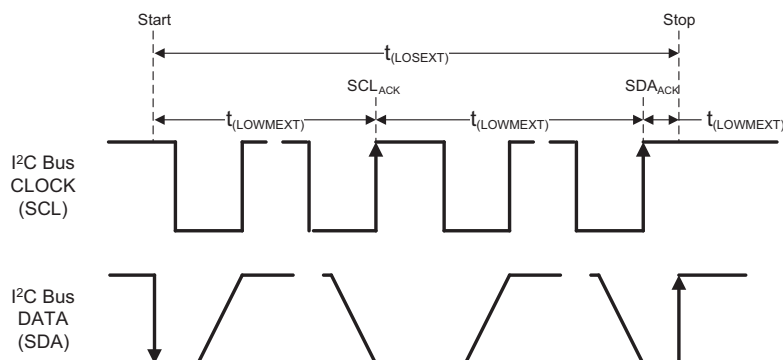 Start Stop
t(LOSEXT)
SCLACK SDAACK
t(LOWMEXT) t(LOWMEXT) t(LOWMEXT)
I2C Bus
CLOCK
(SCL)
I2C Bus
DATA
(SDA)